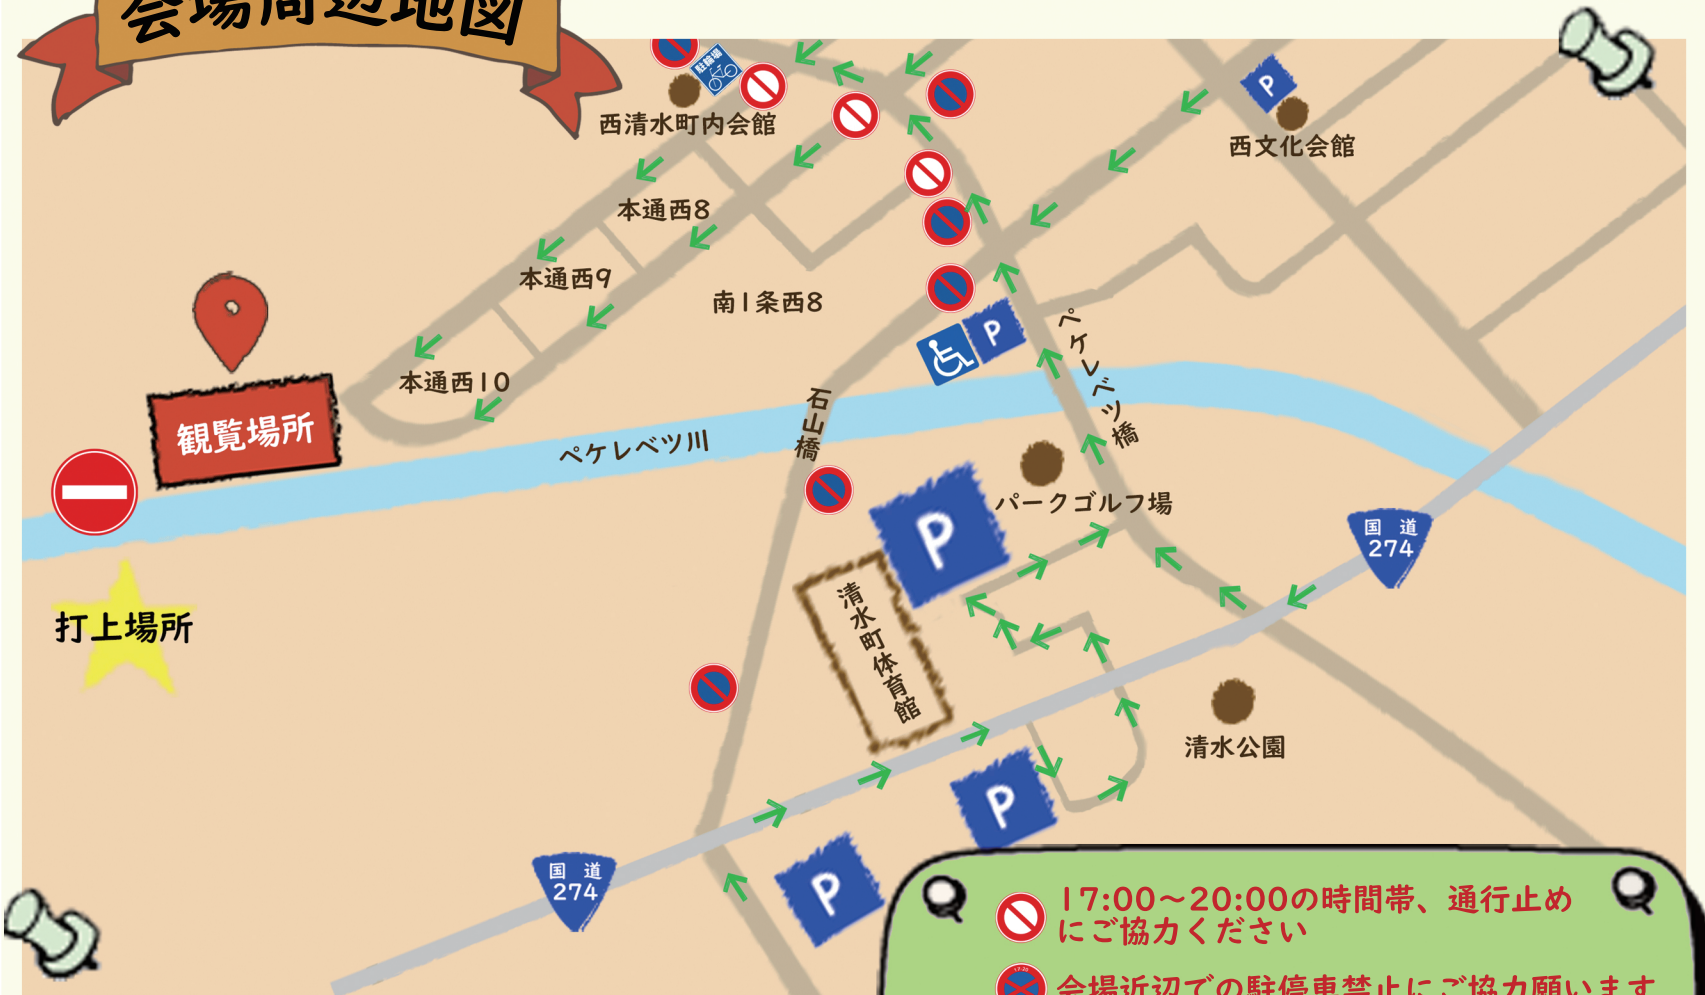 会場周辺地図
駐輪場
西清水町内会館
P
西文化会館
本通西8
本通西9
南1条西8
本通西10
P
ペケレベツ橋
石山橋
ペケレベツ川
観覧場所
打上場所
パークゴルフ場
P
国道
274
清水町体育館
清水公園
P
P
国道
274
17:00～20:00の時間帯、通行止め
にご協力ください
17-20
会場近辺での駐停車禁止にご協力願います